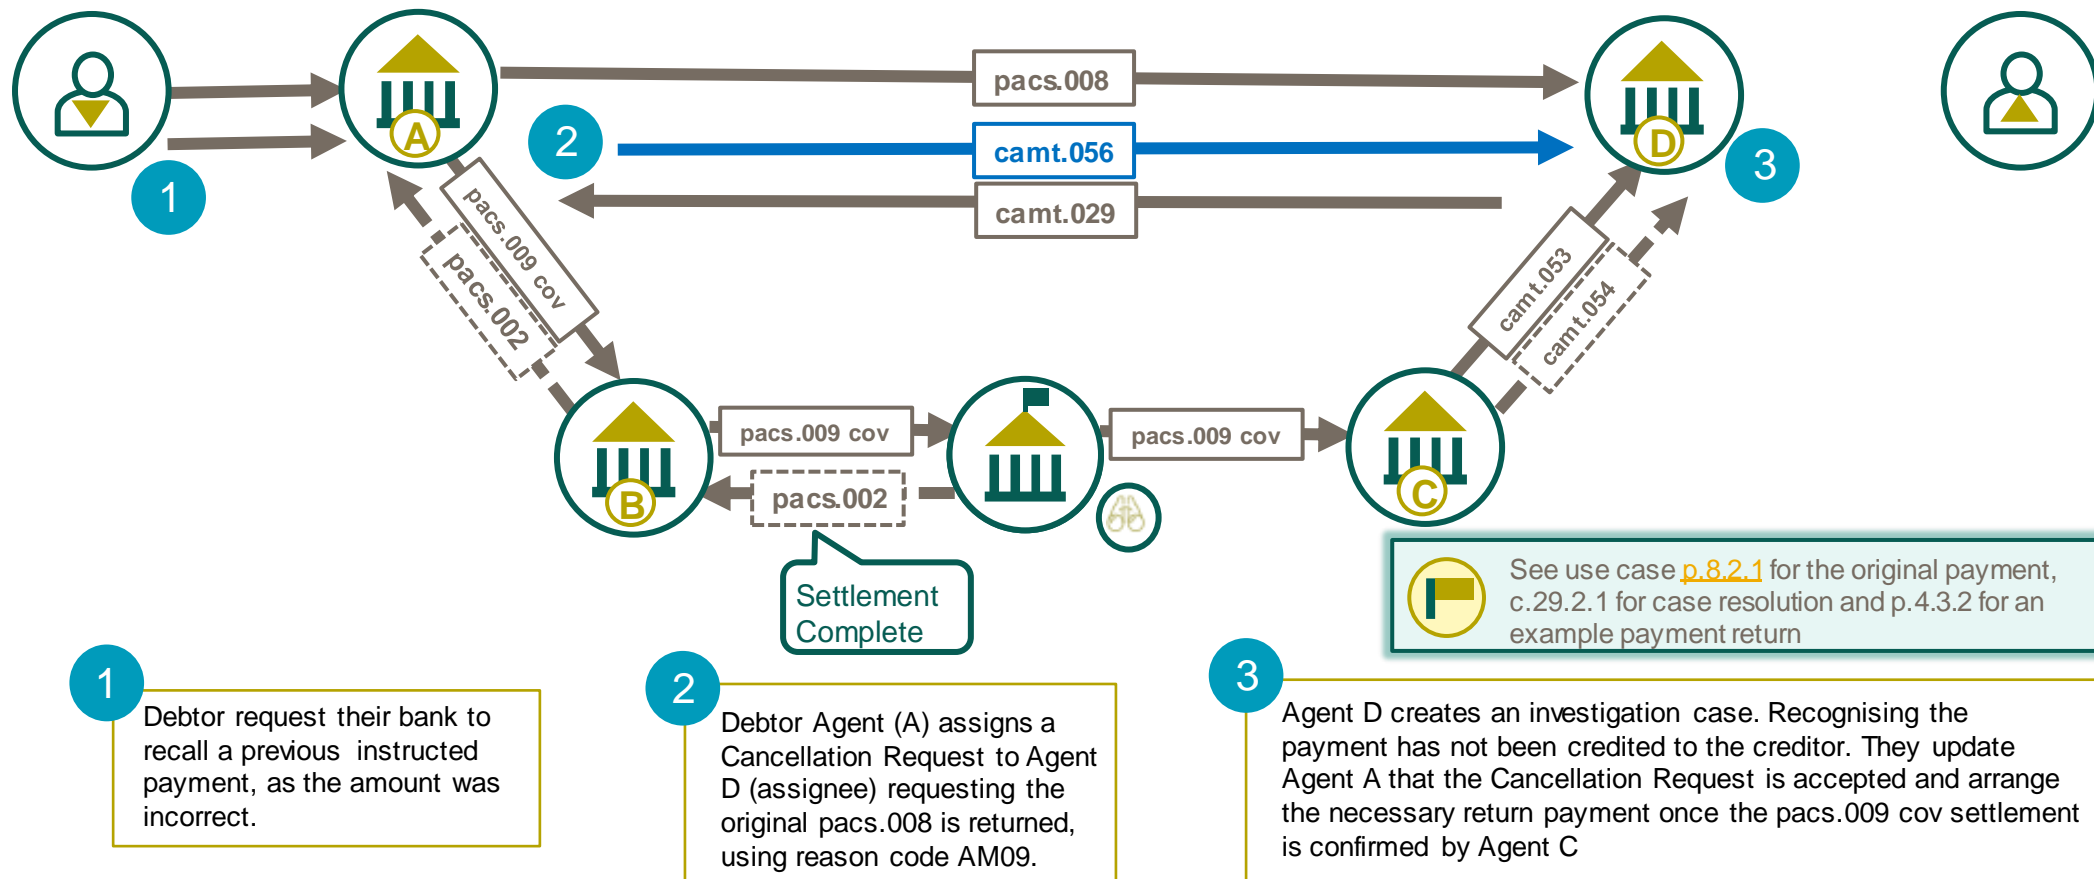 pacs.008
A
D
2
camt.056
3
1
camt.029
pacs.009 cov
pacs.002
camt.053
camt.054
pacs.009 cov
pacs.009 cov
B
pacs.002
C
Settlement
Complete
See use case p.8.2.1 for the original payment,
c.29.2.1 for case resolution and p.4.3.2 for an
example payment return
1
Debtor request their bank to
recall a previous instructed
payment, as the amount was
incorrect.
2
Debtor Agent (A) assigns a
Cancellation Request to Agent
D (assignee) requesting the
original pacs.008 is returned,
using reason code AM09.
3
Agent D creates an investigation case. Recognising the
payment has not been credited to the creditor. They update
Agent A that the Cancellation Request is accepted and arrange
the necessary return payment once the pacs.009 cov settlement
is confirmed by Agent C